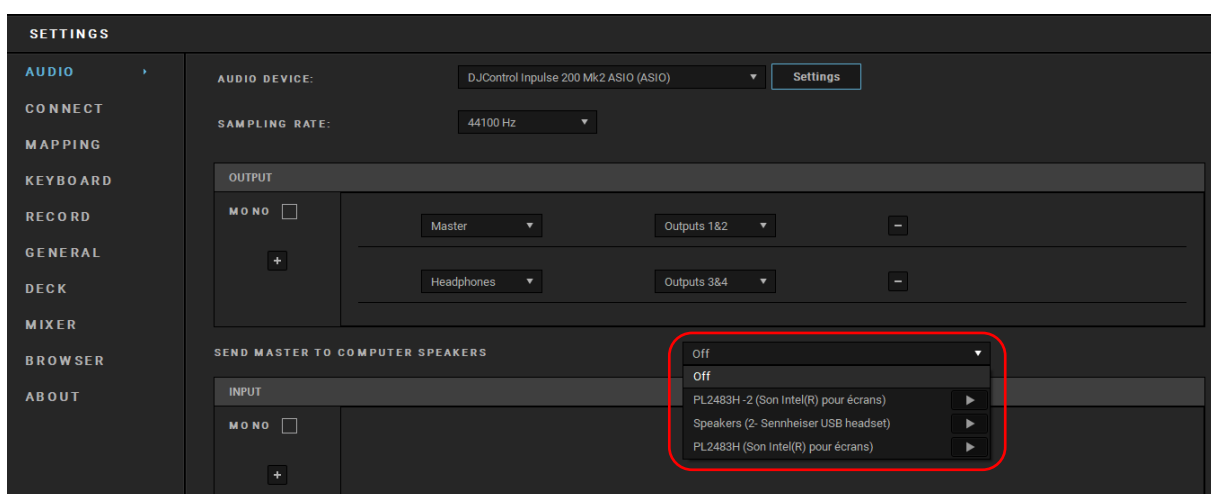 SETTINGS
AUDIO
CONNECT
MAPPING
KEYBOARD
RECORD
GENERAL
DECK
MIXER
BROWSER
ABOUT
AUDIO DEVICE: DJControl Inpulse 200 Mk2 ASIO (ASIO) Settings
SAMPLING RATE: 44100 Hz
OUTPUT
MONO
+
Master Outputs 1&2 −
Headphones Outputs 3&4 −
SEND MASTER TO COMPUTER SPEAKERS Off
Off
PL2483H -2 (Son Intel(R) pour écrans)
Speakers (2- Sennheiser USB headset)
PL2483H (Son Intel(R) pour écrans)
INPUT
MONO
+